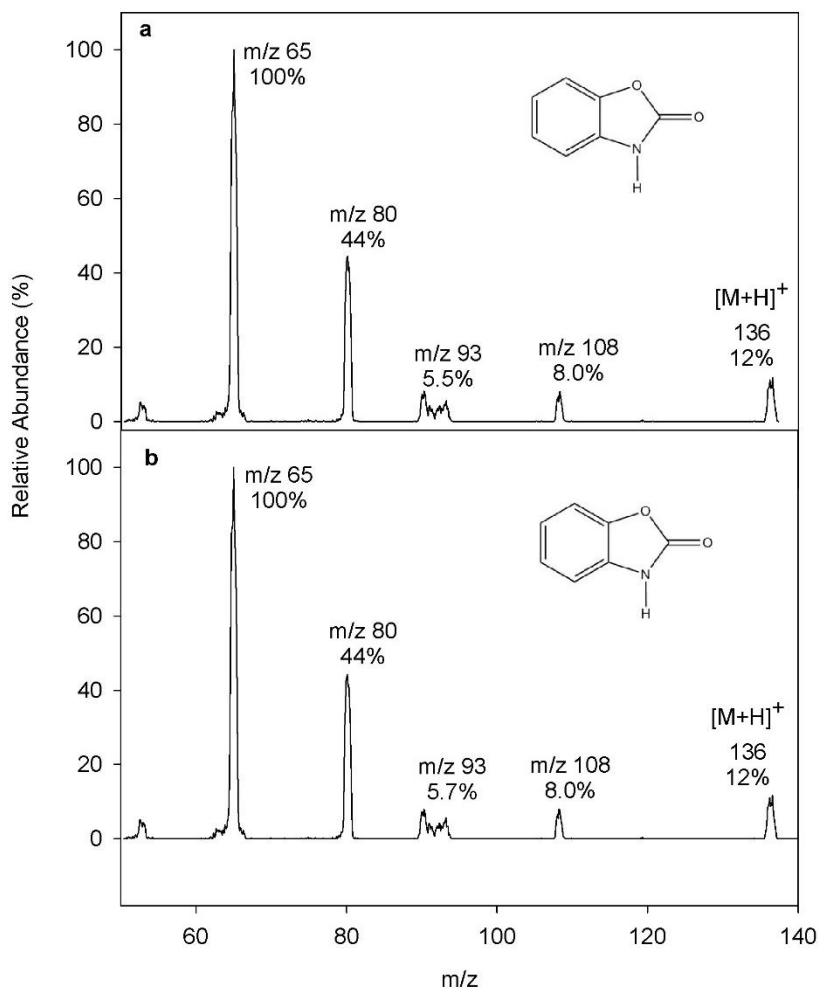 a
100
80
60
40
20
0
m/z 65
100%
m/z 80
44%
m/z 93
5.5%
m/z 108
8.0%
[M+H]+
136
12%
O
O
N
H
Relative Abundance (%)
b
100
80
60
40
20
0
m/z 65
100%
m/z 80
44%
m/z 93
5.7%
m/z 108
8.0%
[M+H]+
136
12%
O
O
N
H
60 80 100 120 140
m/z